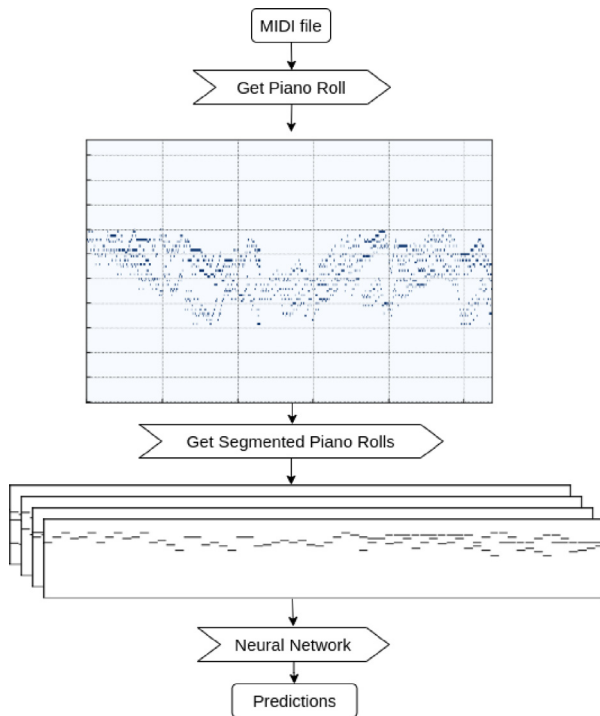 MIDI file
Get Piano Roll
Get Segmented Piano Rolls
Neural Network
Predictions